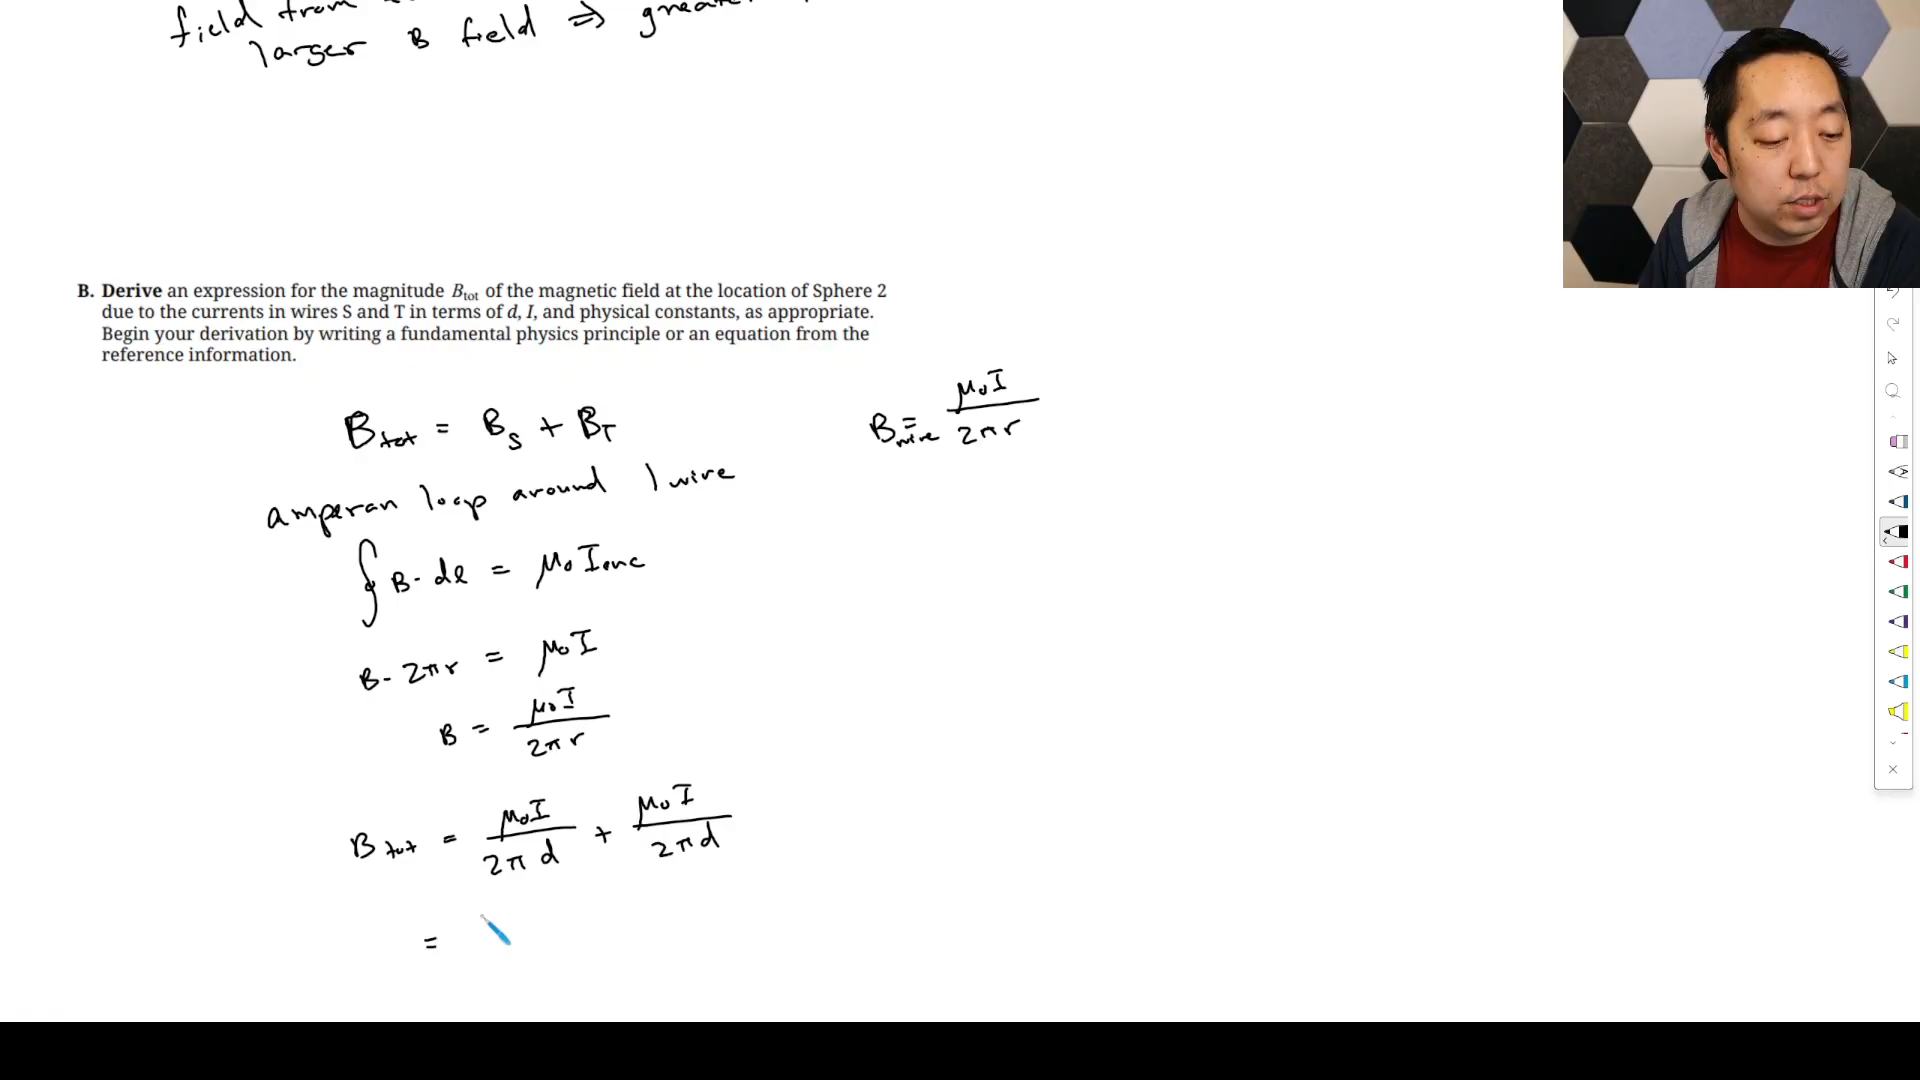 field from
larger B field ⇒ greater
B. Derive an expression for the magnitude B_tot of the magnetic field at the location of Sphere 2
due to the currents in wires S and T in terms of d, I, and physical constants, as appropriate.
Begin your derivation by writing a fundamental physics principle or an equation from the
reference information.
B_tot = B_S + B_T
B_wire = μ₀I / 2πr
amperan loop around 1 wire
∮ B · dℓ = μ₀ I_enc
B · 2πr = μ₀I
B = μ₀I / 2πr
B_tot = μ₀I / 2πd + μ₀I / 2πd
=